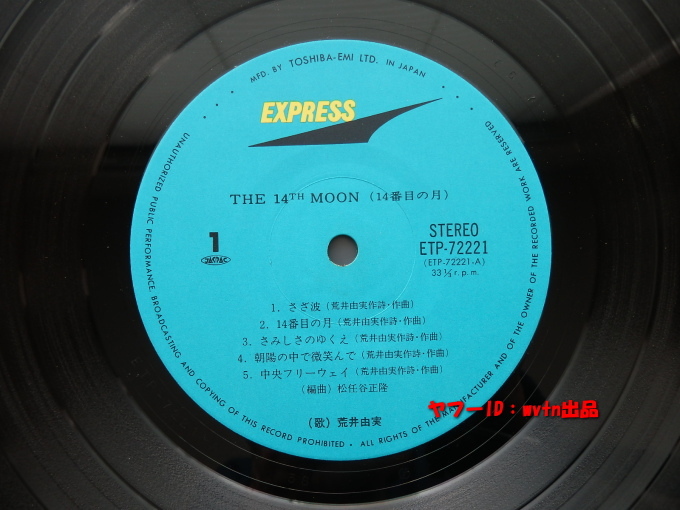 MFD. BY TOSHIBA-EMI LTD. IN JAPAN
EXPRESS
THE 14TH MOON (14番目の月)
1
JASRAC
STEREO
ETP-72221
(ETP-72221-A)
33⅓ r.p.m.
1. さざ波 (荒井由実作詩・作曲)
2. 14番目の月 (荒井由実作詩・作曲)
3. さみしさのゆくえ (荒井由実作詩・作曲)
4. 朝陽の中で微笑んで (荒井由実作詩・作曲)
5. 中央フリーウェイ (荒井由実作詩・作曲)
(編曲) 松任谷正隆
(歌) 荒井由実
UNAUTHORIZED PUBLIC PERFORMANCE, BROADCASTING AND COPYING OF THIS RECORD PROHIBITED • ALL RIGHTS OF THE MANUFACTURER AND OF THE OWNER OF THE RECORDED WORK ARE RESERVED
ヤフーID：wvtn出品